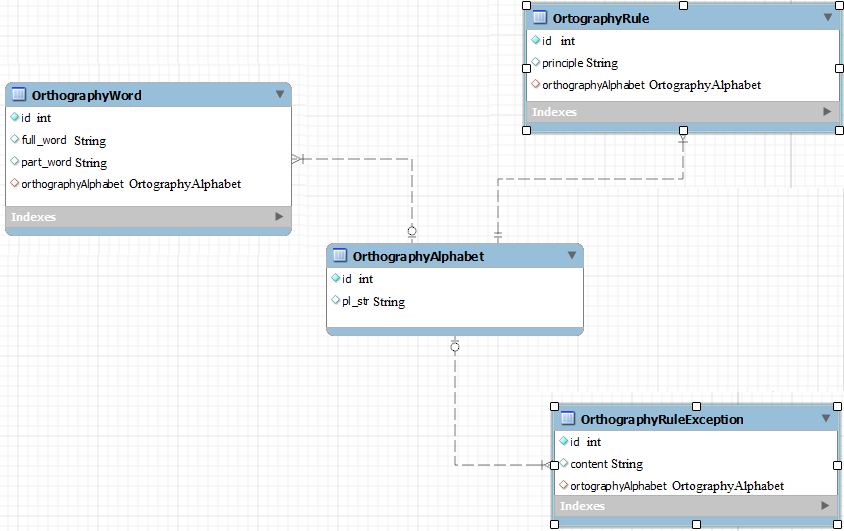 OrtographyRule
id int
principle String
orthographyAlphabet OrtographyAlphabet
Indexes
OrthographyWord
id int
full_word String
part_word String
orthographyAlphabet OrtographyAlphabet
Indexes
OrthographyAlphabet
id int
pl_str String
OrthographyRuleException
id int
content String
ortographyAlphabet OrtographyAlphabet
Indexes